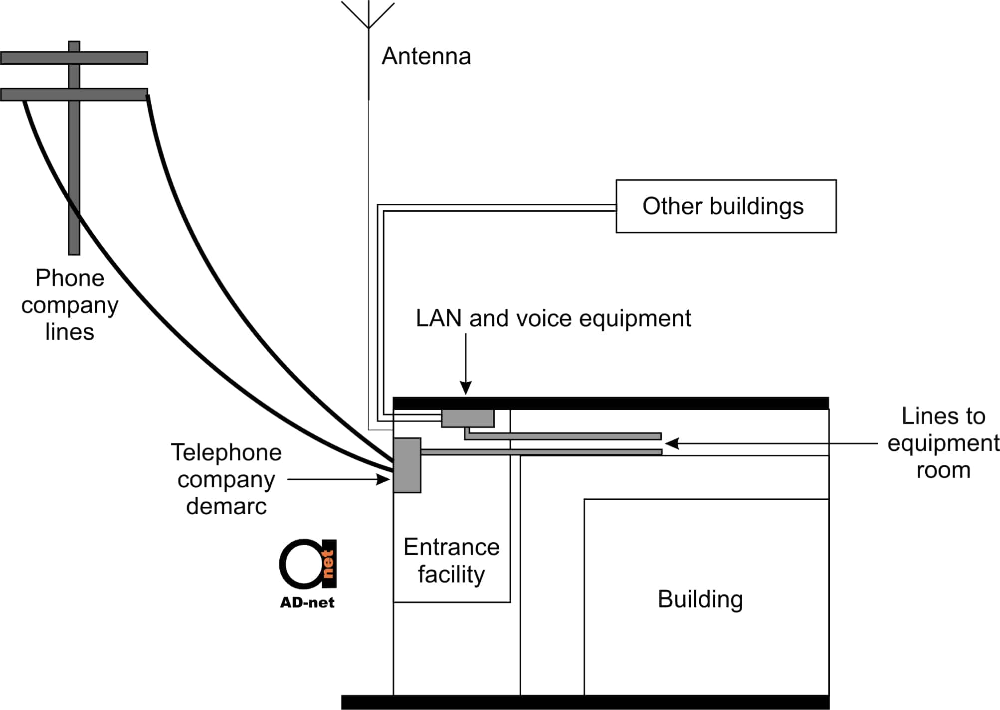 Antenna
Other buildings
Phone
company
lines
LAN and voice equipment
Lines to
equipment
room
Telephone
company
demarc
Entrance
facility
net
AD-net
Building